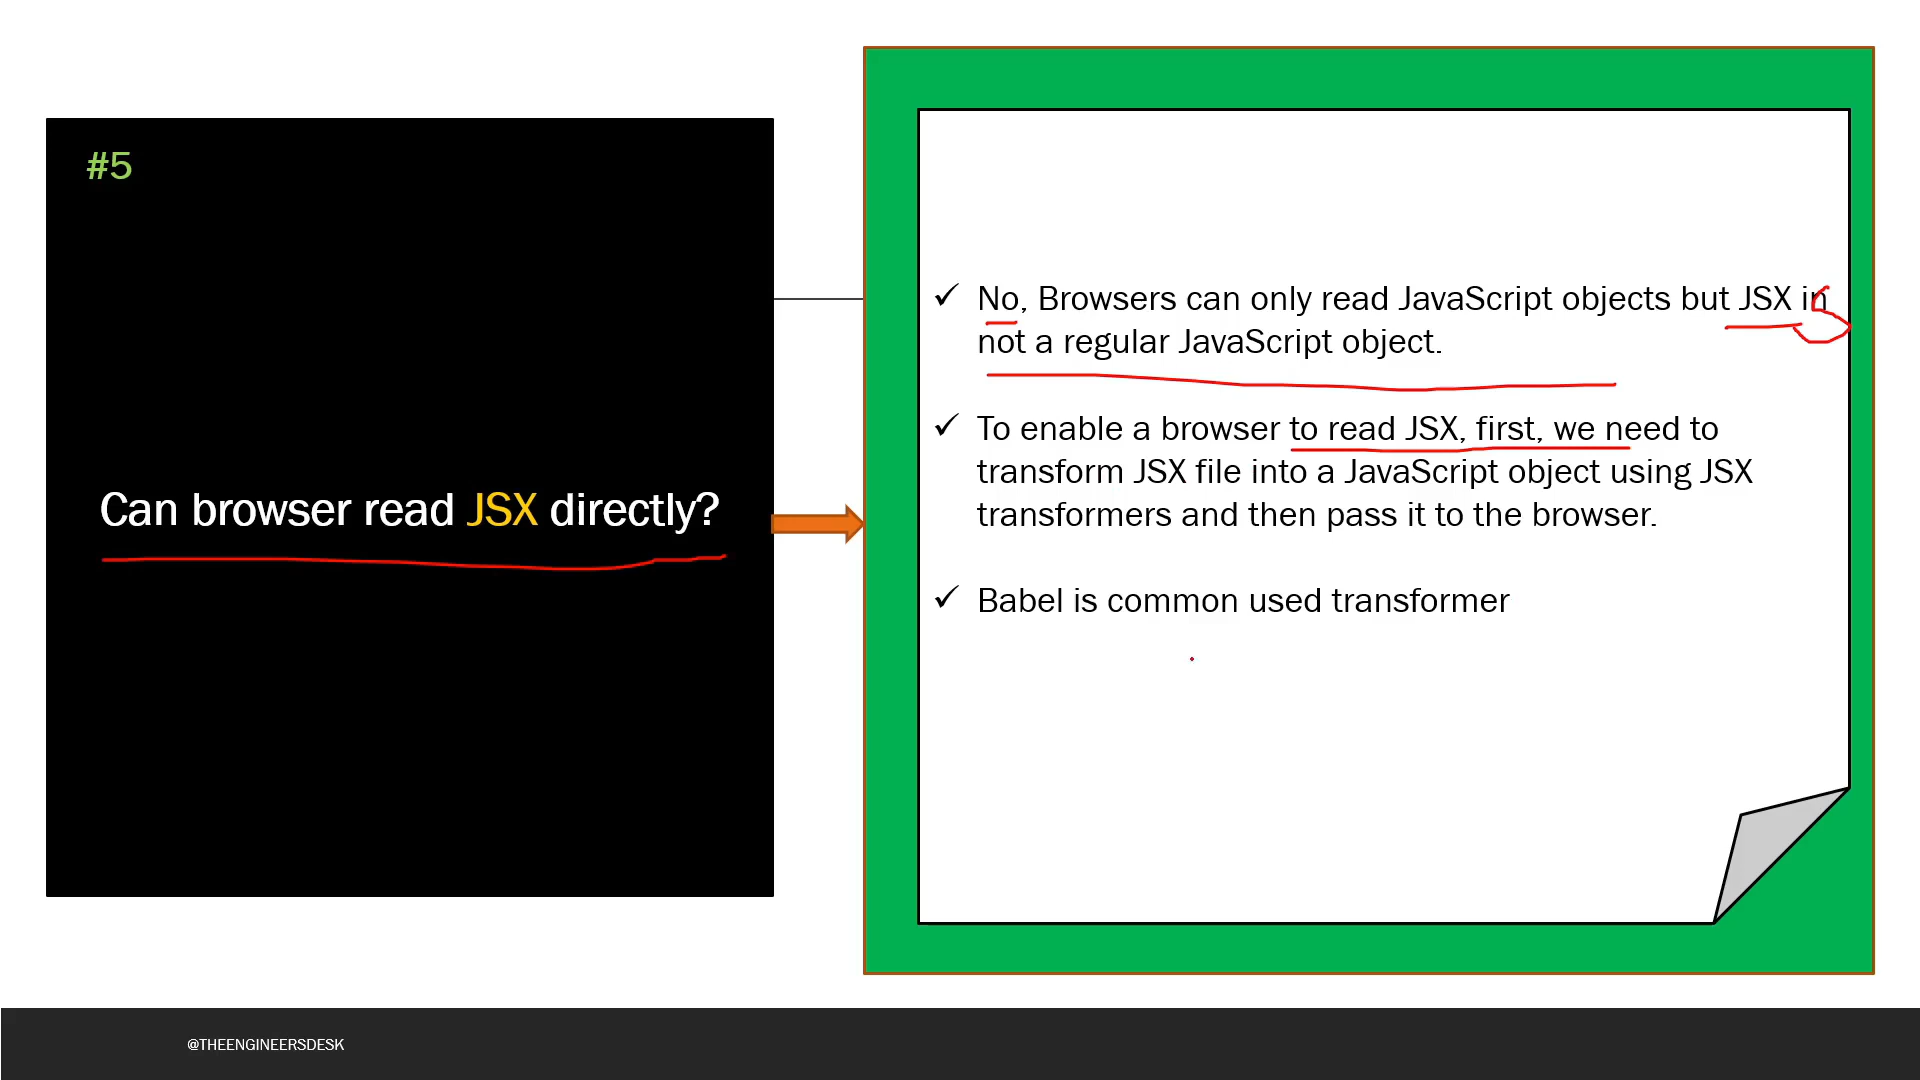 #5
Can browser read JSX directly?
✓ No, Browsers can only read JavaScript objects but JSX in
not a regular JavaScript object.
✓ To enable a browser to read JSX, first, we need to
transform JSX file into a JavaScript object using JSX
transformers and then pass it to the browser.
✓ Babel is common used transformer
@THEENGINEERSDESK